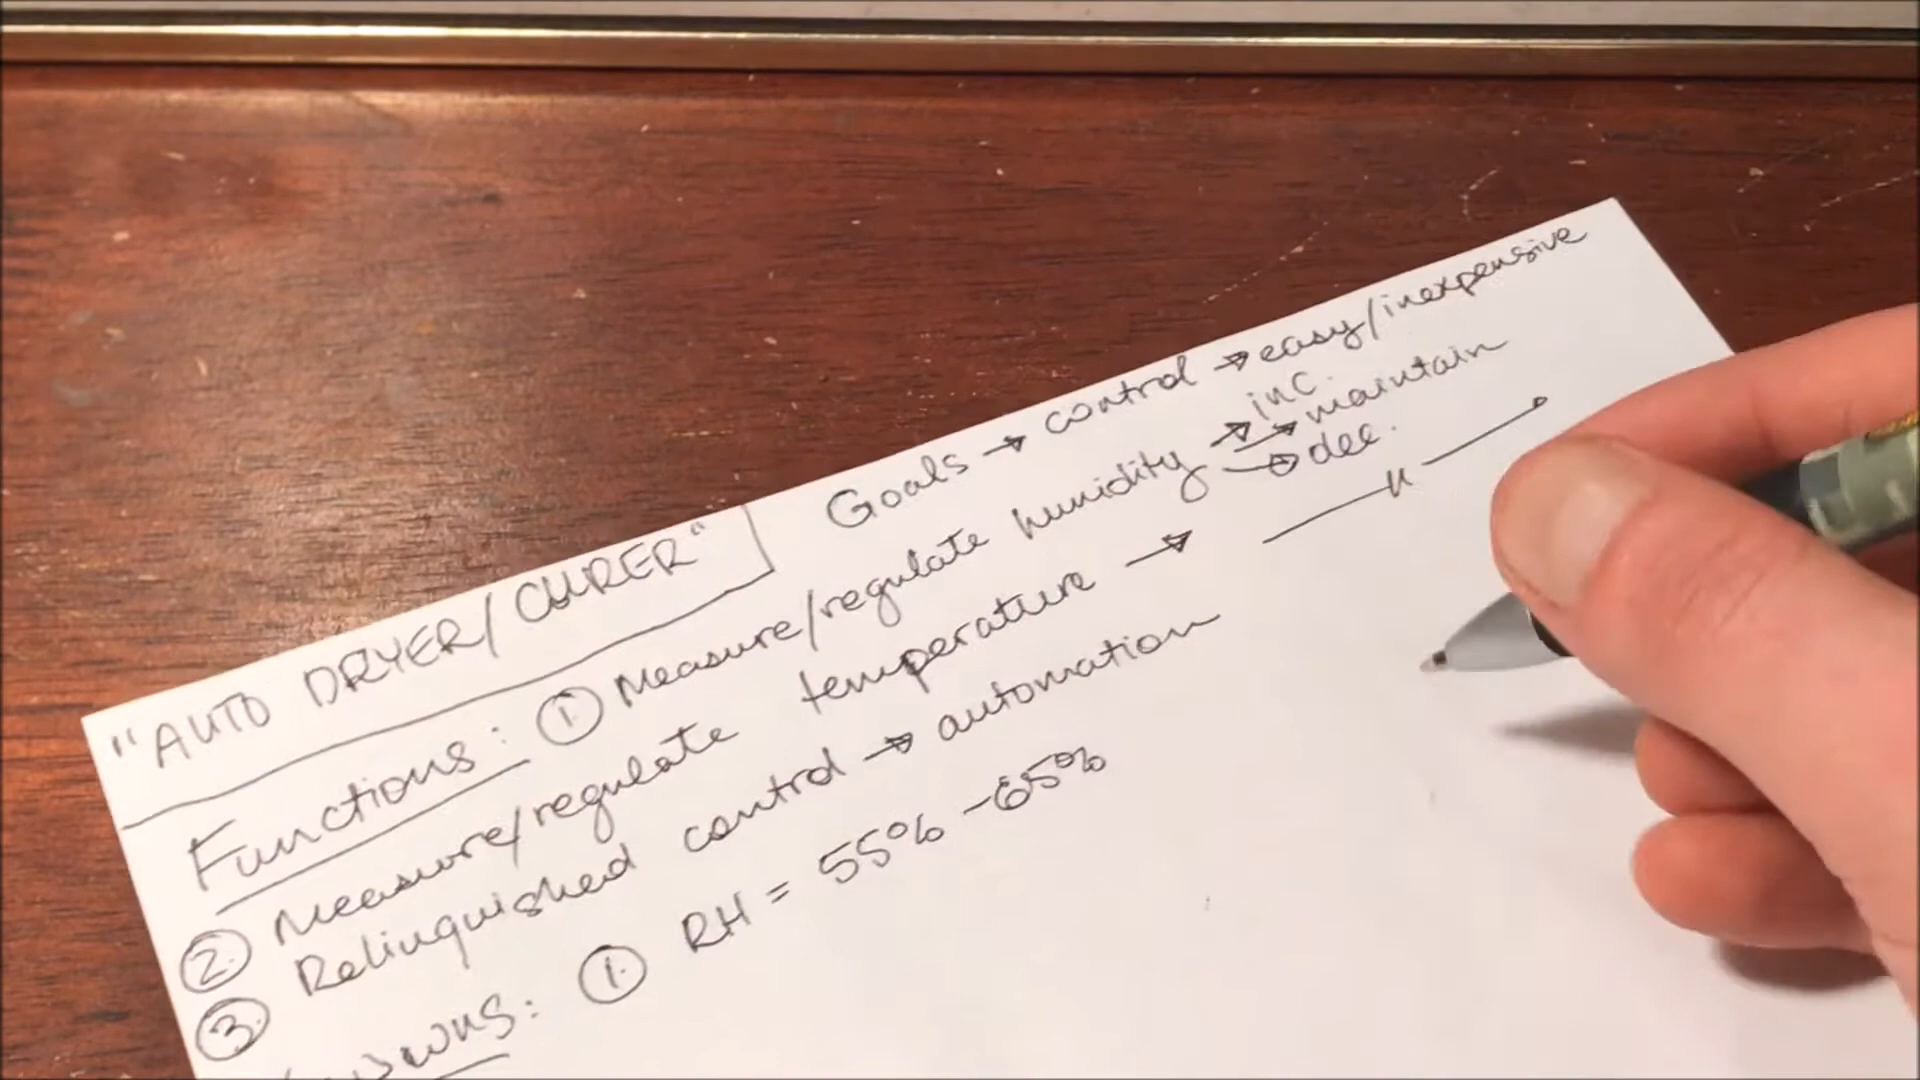 "AUTO DRYER/CURER" Goals → control → easy/inexpensive
Functions: ① Measure/regulate humidity → inc.
→ maintain
→ dec.
② Measure/regulate temperature → — " —
③ Relinquished control → automation
: ① RH = 55% - 65%